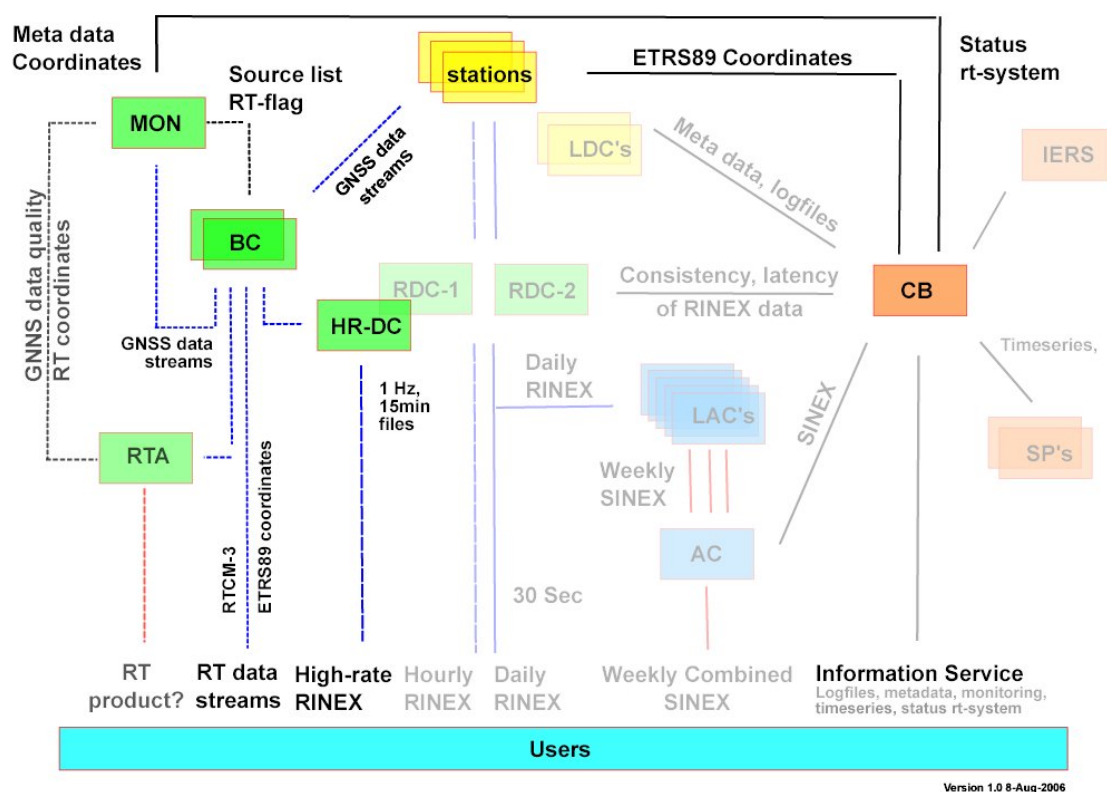 Meta data
Coordinates
Source list
RT-flag
stations
ETRS89 Coordinates
Status
rt-system
MON
GNSS data
streamS
LDC's
Meta data, logfiles
IERS
GNNS data quality
RT coordinates
BC
RDC-1
RDC-2
Consistency, latency
of RINEX data
CB
HR-DC
GNSS data
streams
Timeseries,
1 Hz,
15min
files
Daily
RINEX
LAC's
SINEX
RTA
SP's
Weekly
SINEX
RTCM-3
ETRS89 coordinates
AC
30 Sec
RT
product?
RT data
streams
High-rate
RINEX
Hourly
RINEX
Daily
RINEX
Weekly Combined
SINEX
Information Service
Logfiles, metadata, monitoring,
timeseries, status rt-system
Users
Version 1.0 8-Aug-2006